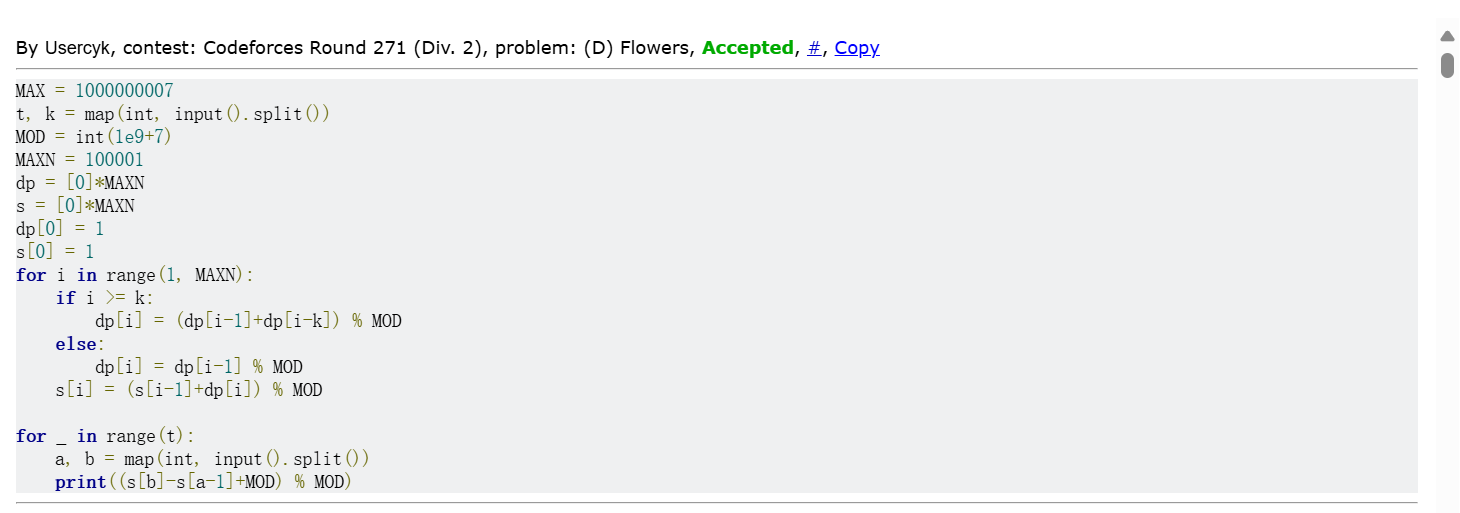 By Usercyk, contest: Codeforces Round 271 (Div. 2), problem: (D) Flowers, Accepted, #, Copy
MAX = 1000000007
t, k = map(int, input().split())
MOD = int(1e9+7)
MAXN = 100001
dp = [0]*MAXN
s = [0]*MAXN
dp[0] = 1
s[0] = 1
for i in range(1, MAXN):
    if i >= k:
        dp[i] = (dp[i-1]+dp[i-k]) % MOD
    else:
        dp[i] = dp[i-1] % MOD
    s[i] = (s[i-1]+dp[i]) % MOD
for _ in range(t):
    a, b = map(int, input().split())
    print((s[b]-s[a-1]+MOD) % MOD)